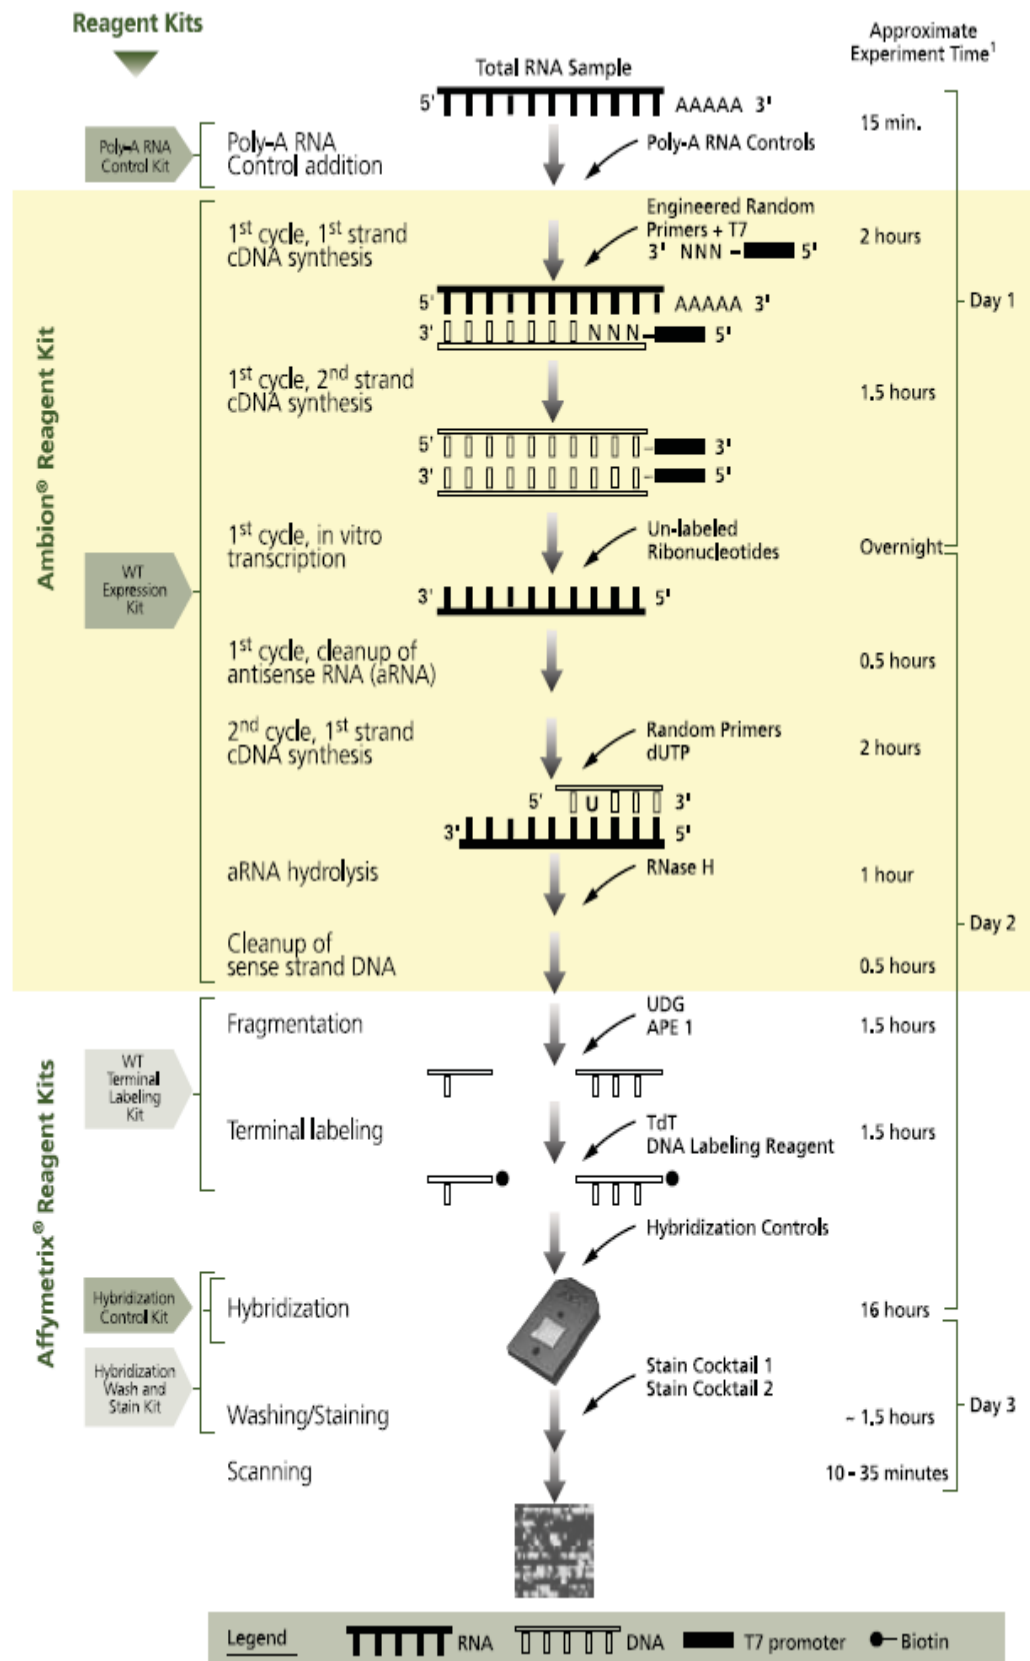 Reagent Kits
Approximate
Experiment Time¹
Total RNA Sample
5' AAAAA 3'
15 min.
Poly-A RNA
Control Kit
Poly-A RNA
Control addition
Poly-A RNA Controls
Ambion® Reagent Kit
WT
Expression
Kit
1st cycle, 1st strand
cDNA synthesis
Engineered Random
Primers + T7
3' NNN 5'
2 hours
Day 1
5' AAAAA 3'
3' N N N 5'
1st cycle, 2nd strand
cDNA synthesis
1.5 hours
5' 3'
3' 5'
1st cycle, in vitro
transcription
Un-labeled
Ribonucleotides
Overnight
3' 5'
1st cycle, cleanup of
antisense RNA (aRNA)
0.5 hours
2nd cycle, 1st strand
cDNA synthesis
Random Primers
dUTP
2 hours
5' U 3'
3' 5'
aRNA hydrolysis
RNase H
1 hour
Day 2
Cleanup of
sense strand DNA
0.5 hours
Affymetrix® Reagent Kits
WT
Terminal
Labeling
Kit
Fragmentation
UDG
APE 1
1.5 hours
Terminal labeling
TdT
DNA Labeling Reagent
1.5 hours
Hybridization Controls
Hybridization
Control Kit
Hybridization
16 hours
Hybridization
Wash and
Stain Kit
Stain Cocktail 1
Stain Cocktail 2
Washing/Staining
~ 1.5 hours
Day 3
Scanning
10 - 35 minutes
Legend
RNA
DNA
T7 promoter
Biotin